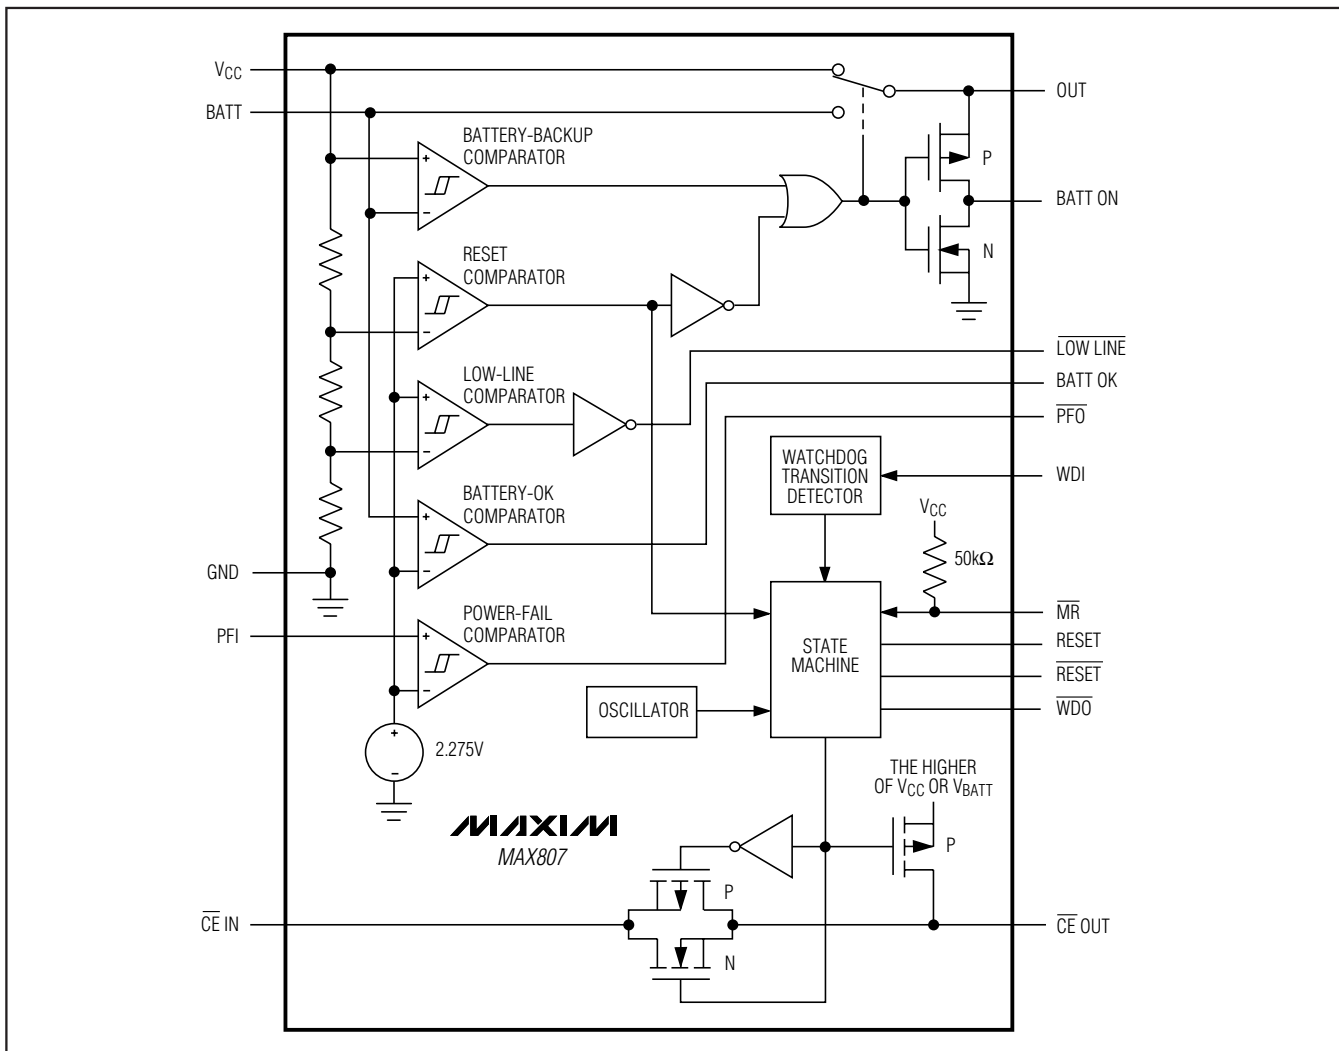 VCC
OUT
BATT
BATTERY-BACKUP
COMPARATOR
+
−
P
BATT ON
N
RESET
COMPARATOR
+
−
LOW LINE
BATT OK
PFO
LOW-LINE
COMPARATOR
+
−
WATCHDOG
TRANSITION
DETECTOR
WDI
BATTERY-OK
COMPARATOR
+
−
VCC
50kΩ
GND
MR
PFI
POWER-FAIL
COMPARATOR
+
−
STATE
MACHINE
RESET
RESET
WDO
OSCILLATOR
+
−
2.275V
THE HIGHER
OF VCC OR VBATT
MAXIM
MAX807
P
P
CE IN
CE OUT
N